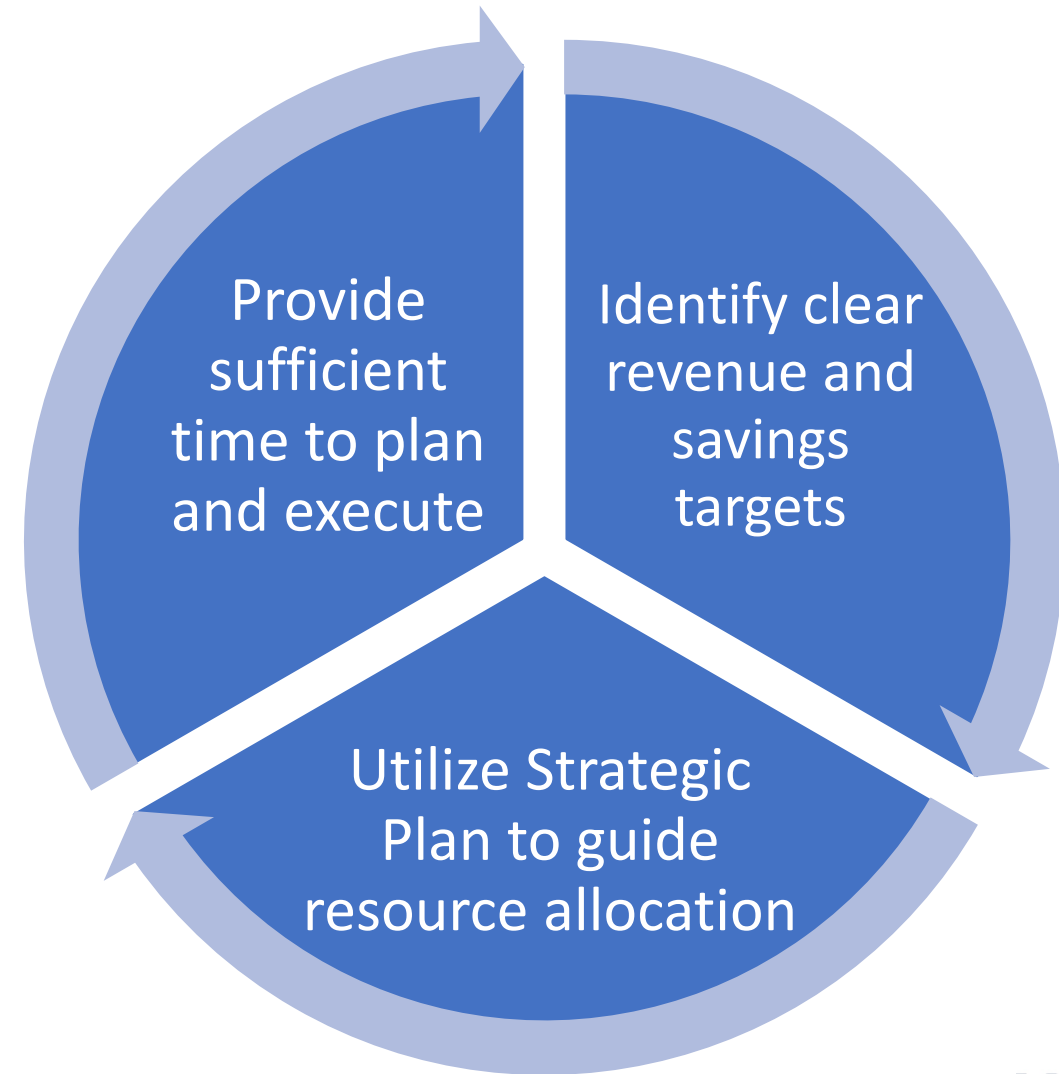 Provide
sufficient
time to plan
and execute
Identify clear
revenue and
savings
targets
Utilize Strategic
Plan to guide
resource allocation